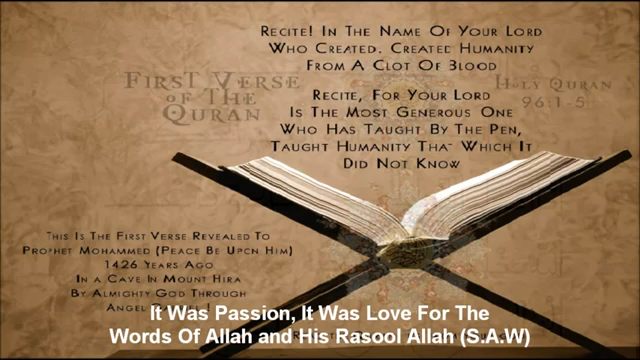 Recite! In The Name Of Your Lord
Who Created. Created Humanity
From A Clot Of Blood
First Verse
of The
Quran
Holy Quran
96:1-5
Recite, For Your Lord
Is The Most Generous One
Who Has Taught By The Pen,
Taught Humanity That Which It
Did Not Know
This Is The First Verse Revealed To
Prophet Mohammed (Peace Be Upon Him)
1426 Years Ago
In a Cave In Mount Hira
By Almighty God Through
Angel
It Was Passion, It Was Love For The
Words Of Allah and His Rasool Allah (S.A.W)